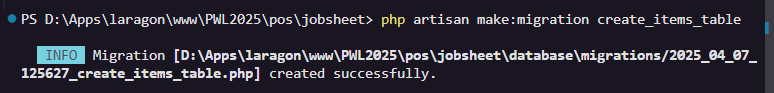 PS D:\Apps\laragon\www\PWL2025\pos\jobsheet> php artisan make:migration create_items_table
INFO Migration [D:\Apps\laragon\www\PWL2025\pos\jobsheet\database\migrations/2025_04_07_
125627_create_items_table.php] created successfully.